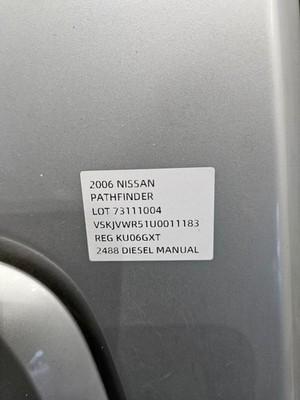 2006 NISSAN
PATHFINDER
LOT 73111004
VSKJVWR51U0011183
REG KU06GXT
2488 DIESEL MANUAL